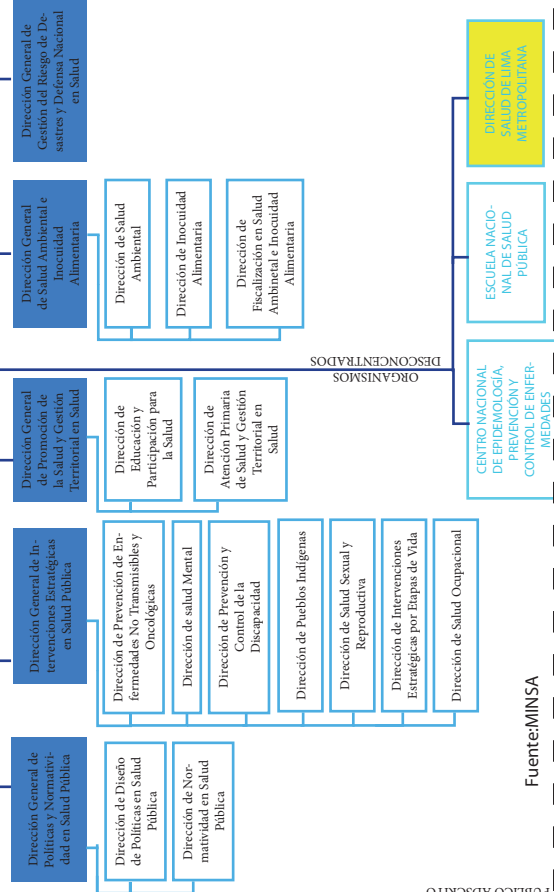 Dirección General de
Políticas y Normativi-
dad en Salud Pública
Dirección de Diseño
de Políticas en Salud
Pública
Dirección de Nor-
matividad en Salud
Pública
Dirección General de In-
tervenciones Estratégicas
en Salud Pública
Dirección de Prevención de En-
fermedades No Transmisibles y
Oncológicas
Dirección de salud Mental
Dirección de Prevención y
Control de la
Discapacidad
Dirección de Pueblos Indígenas
Dirección de Salud Sexual y
Reproductiva
Dirección de Intervenciones
Estratégicas por Etapas de Vida
Dirección de Salud Ocupacional
Dirección General
de Promoción de
la Salud y Gestión
Territorial en Salud
Dirección de
Educación y
Participación para
la Salud
Dirección de
Atención Primaria
de Salud y Gestión
Territorial en
Salud
Dirección General
de Salud Ambiental e
Inocuidad
Alimentaria
Dirección de Salud
Ambiental
Dirección de Inocuidad
Alimentaria
Dirección de
Fiscalización en Salud
Ambinetal e Inocuidad
Alimentaria
Dirección General de
Gestión del Riesgo de De-
sastres y Defensa Nacional
en Salud
ORGANISMOS
DESCONCENTRADOS
CENTRO NACIONAL
DE EPIDEMOLOGÍA,
PREVENCIÓN Y
CONTROL DE ENFER-
MEDADES
ESCUELA NACIO-
NAL DE SALUD
PÚBLICA
DIRECCIÓN DE
SALUD DE LIMA
METROPOLITANA
Fuente:MINSA
PÚBLICO ADSCRITO